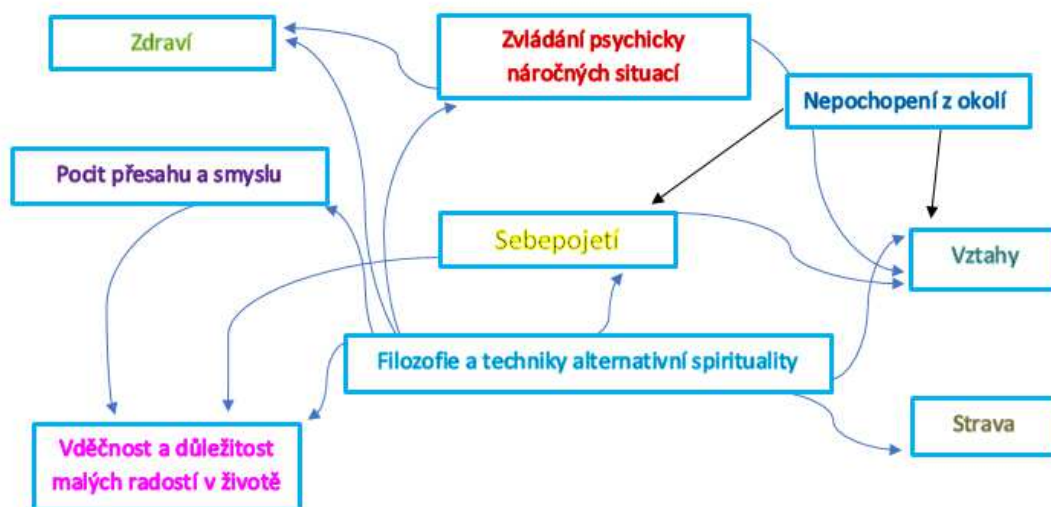 Zdraví
Zvládání psychicky
náročných situací
Nepochopení z okolí
Pocit přesahu a smyslu
Sebepojetí
Vztahy
Filozofie a techniky alternativní spirituality
Strava
Vděčnost a důležitost
malých radostí v životě